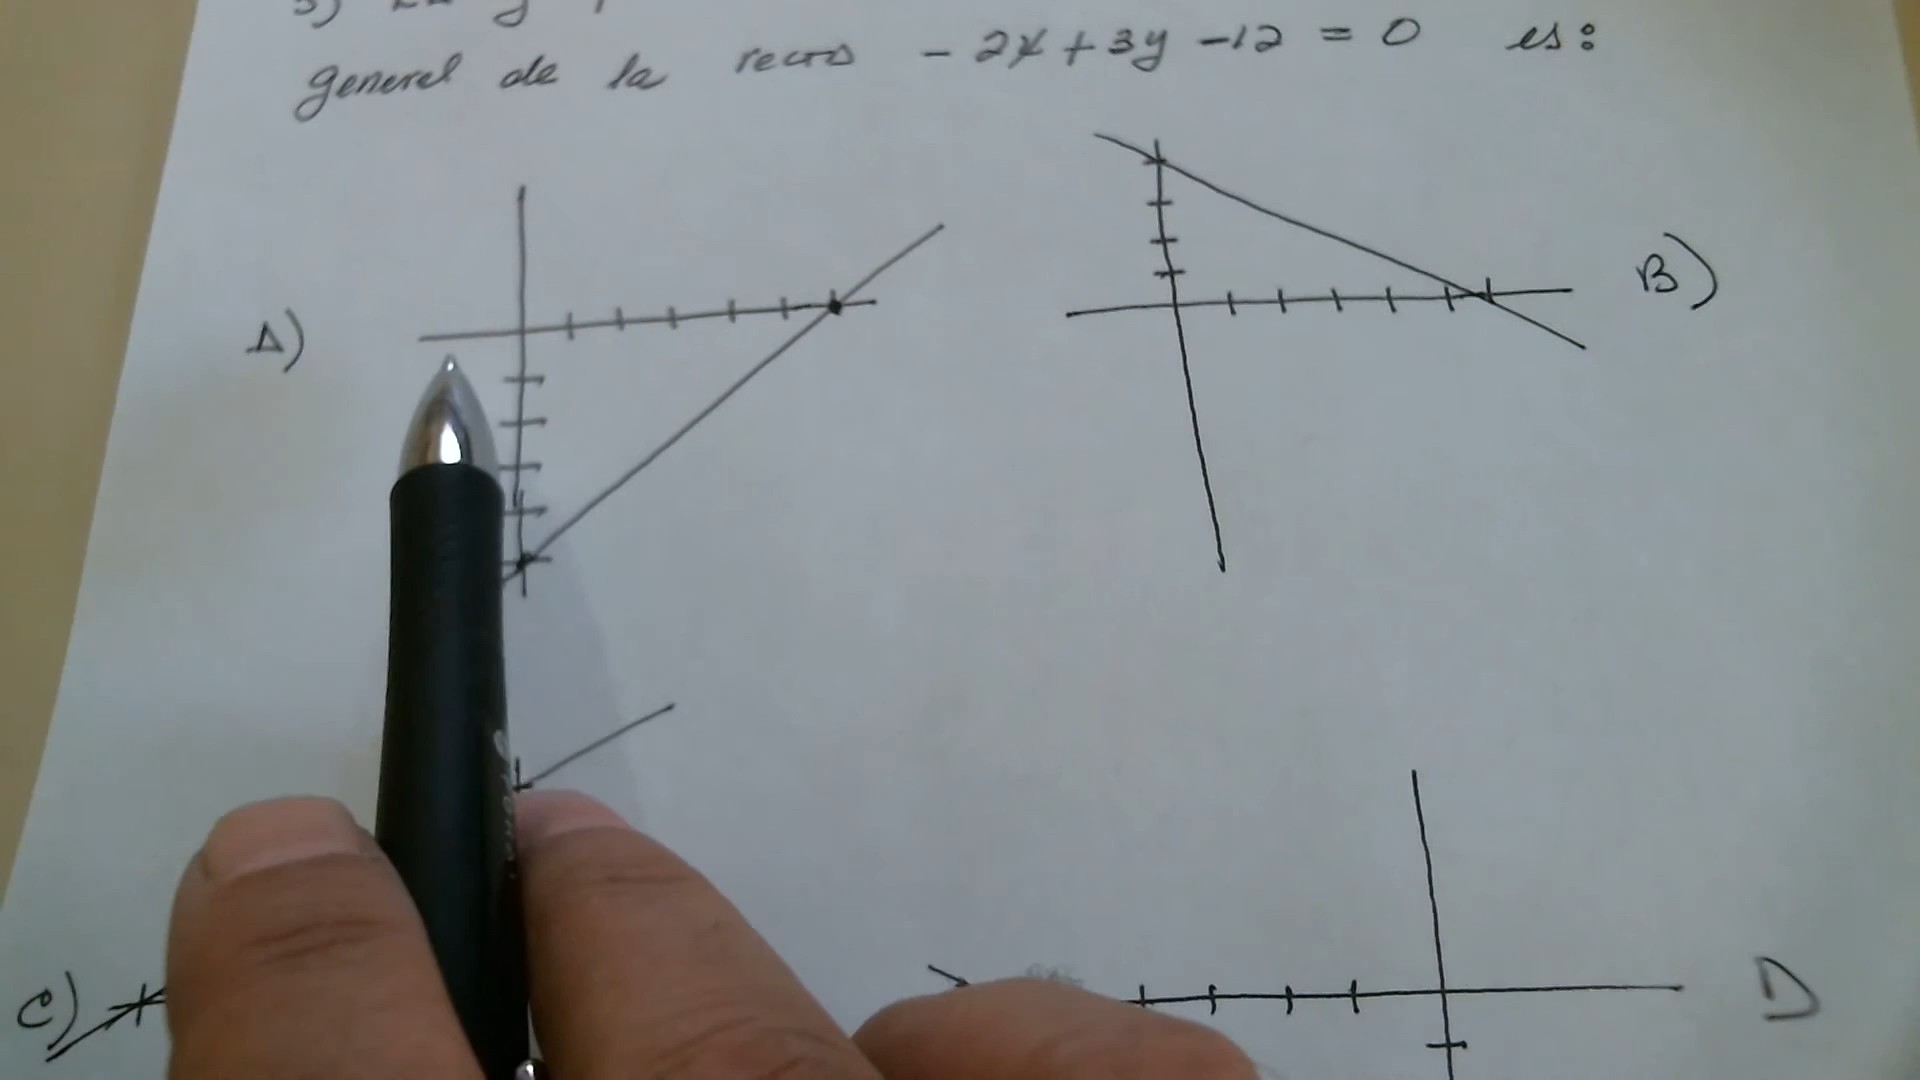 general de la recta -2x+3y-12=0 es:
A)
B)
C)
D